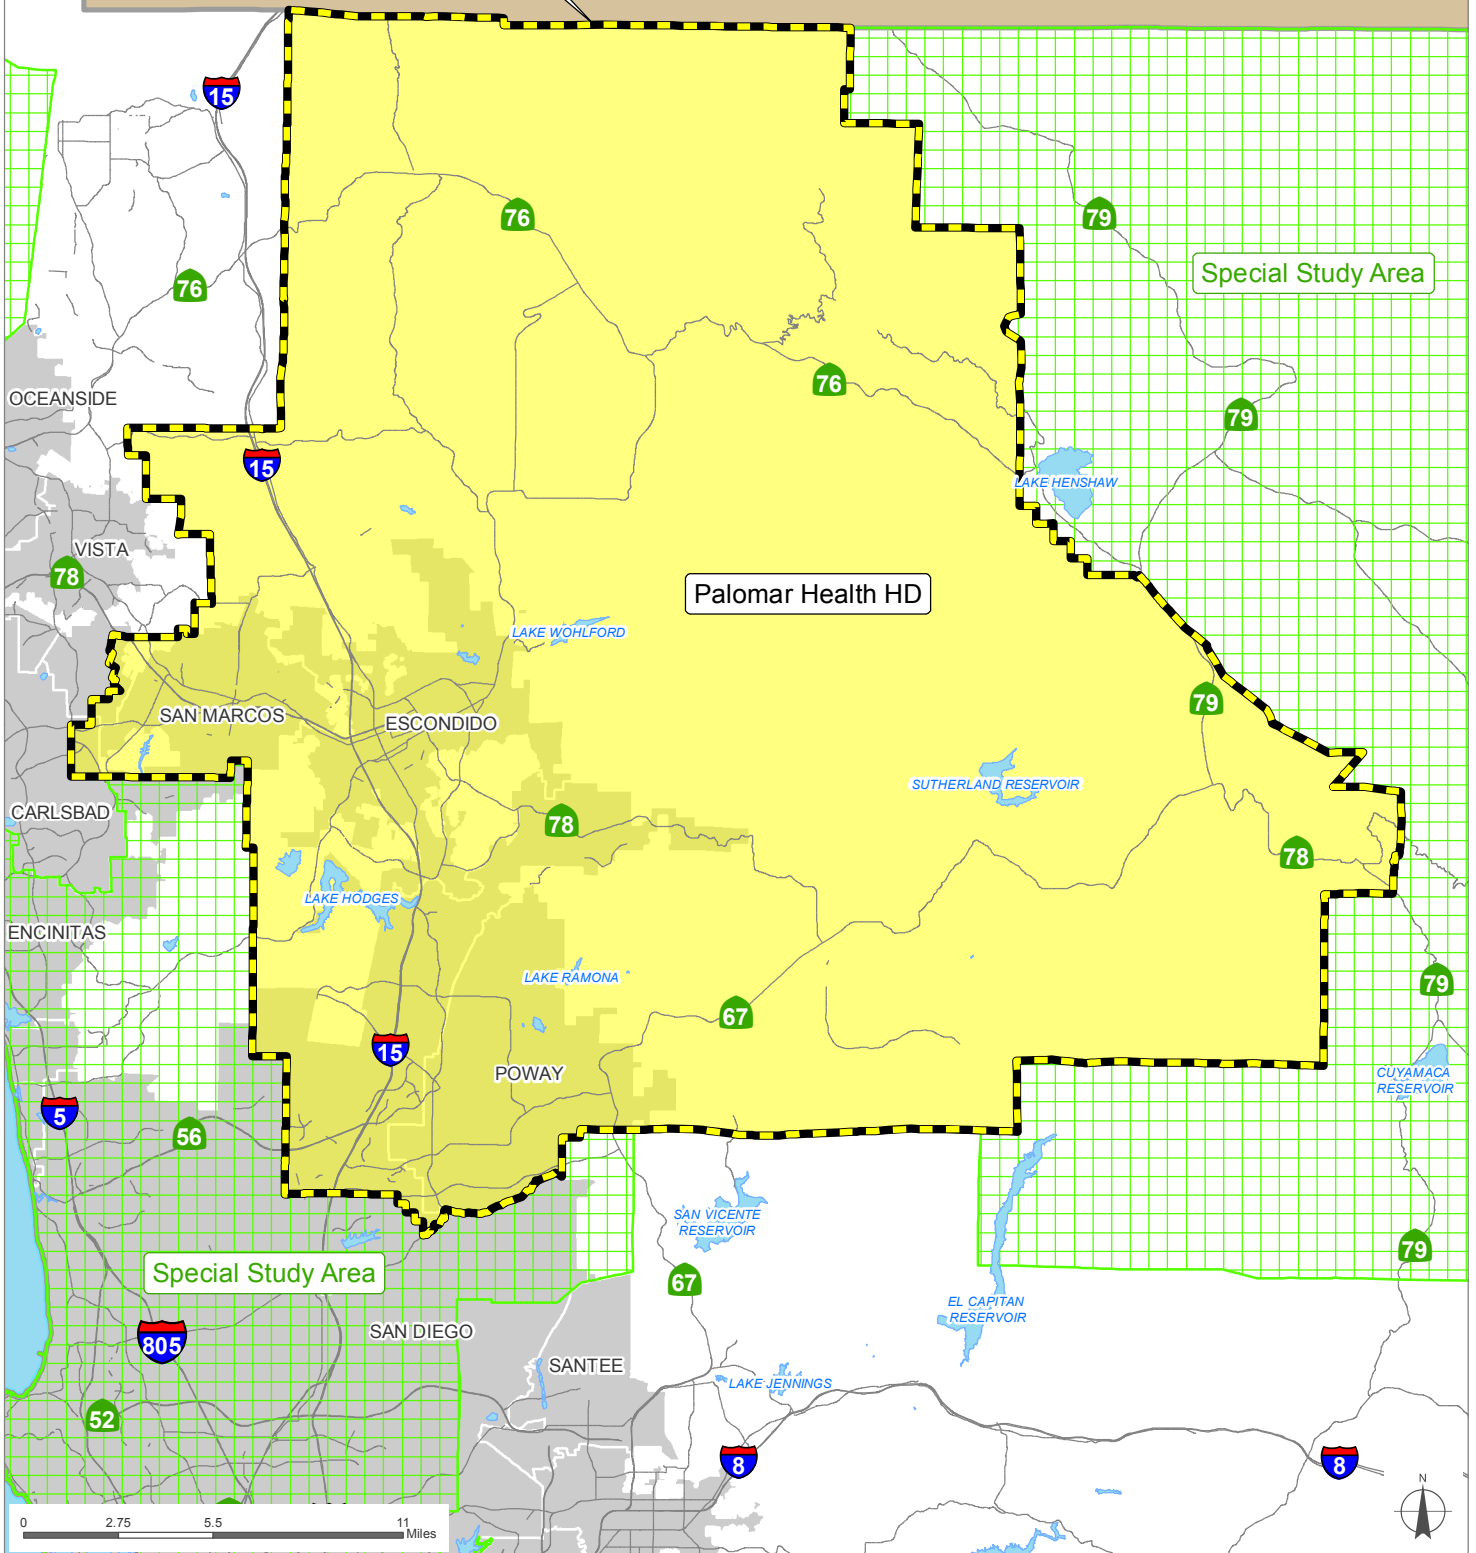 15
76
79
76
Special Study Area
76
OCEANSIDE
79
15
LAKE HENSHAW
VISTA
78
Palomar Health HD
LAKE WOHLFORD
79
SAN MARCOS
ESCONDIDO
SUTHERLAND RESERVOIR
CARLSBAD
78
78
LAKE HODGES
ENCINITAS
LAKE RAMONA
79
67
15
POWAY
CUYAMACA
RESERVOIR
5
56
SAN VICENTE
RESERVOIR
79
Special Study Area
67
EL CAPITAN
RESERVOIR
805
SAN DIEGO
SANTEE
LAKE JENNINGS
52
8
8
N
0 2.75 5.5 11
Miles